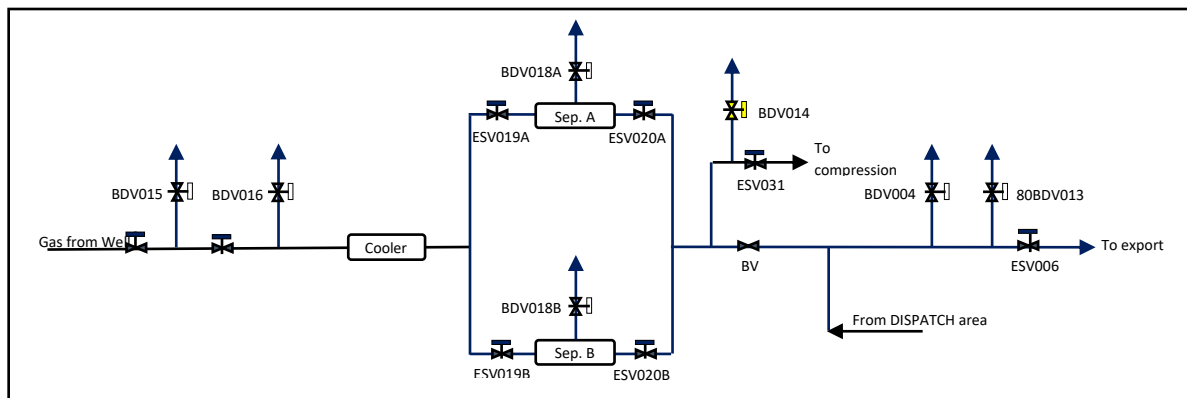 BDV018A
ESV019A
Sep. A
ESV020A
BDV014
To
compression
ESV031
BDV015
BDV016
BDV004
80BDV013
Gas from We
Cooler
BV
To export
ESV006
BDV018B
From DISPATCH area
Sep. B
ESV019B
ESV020B